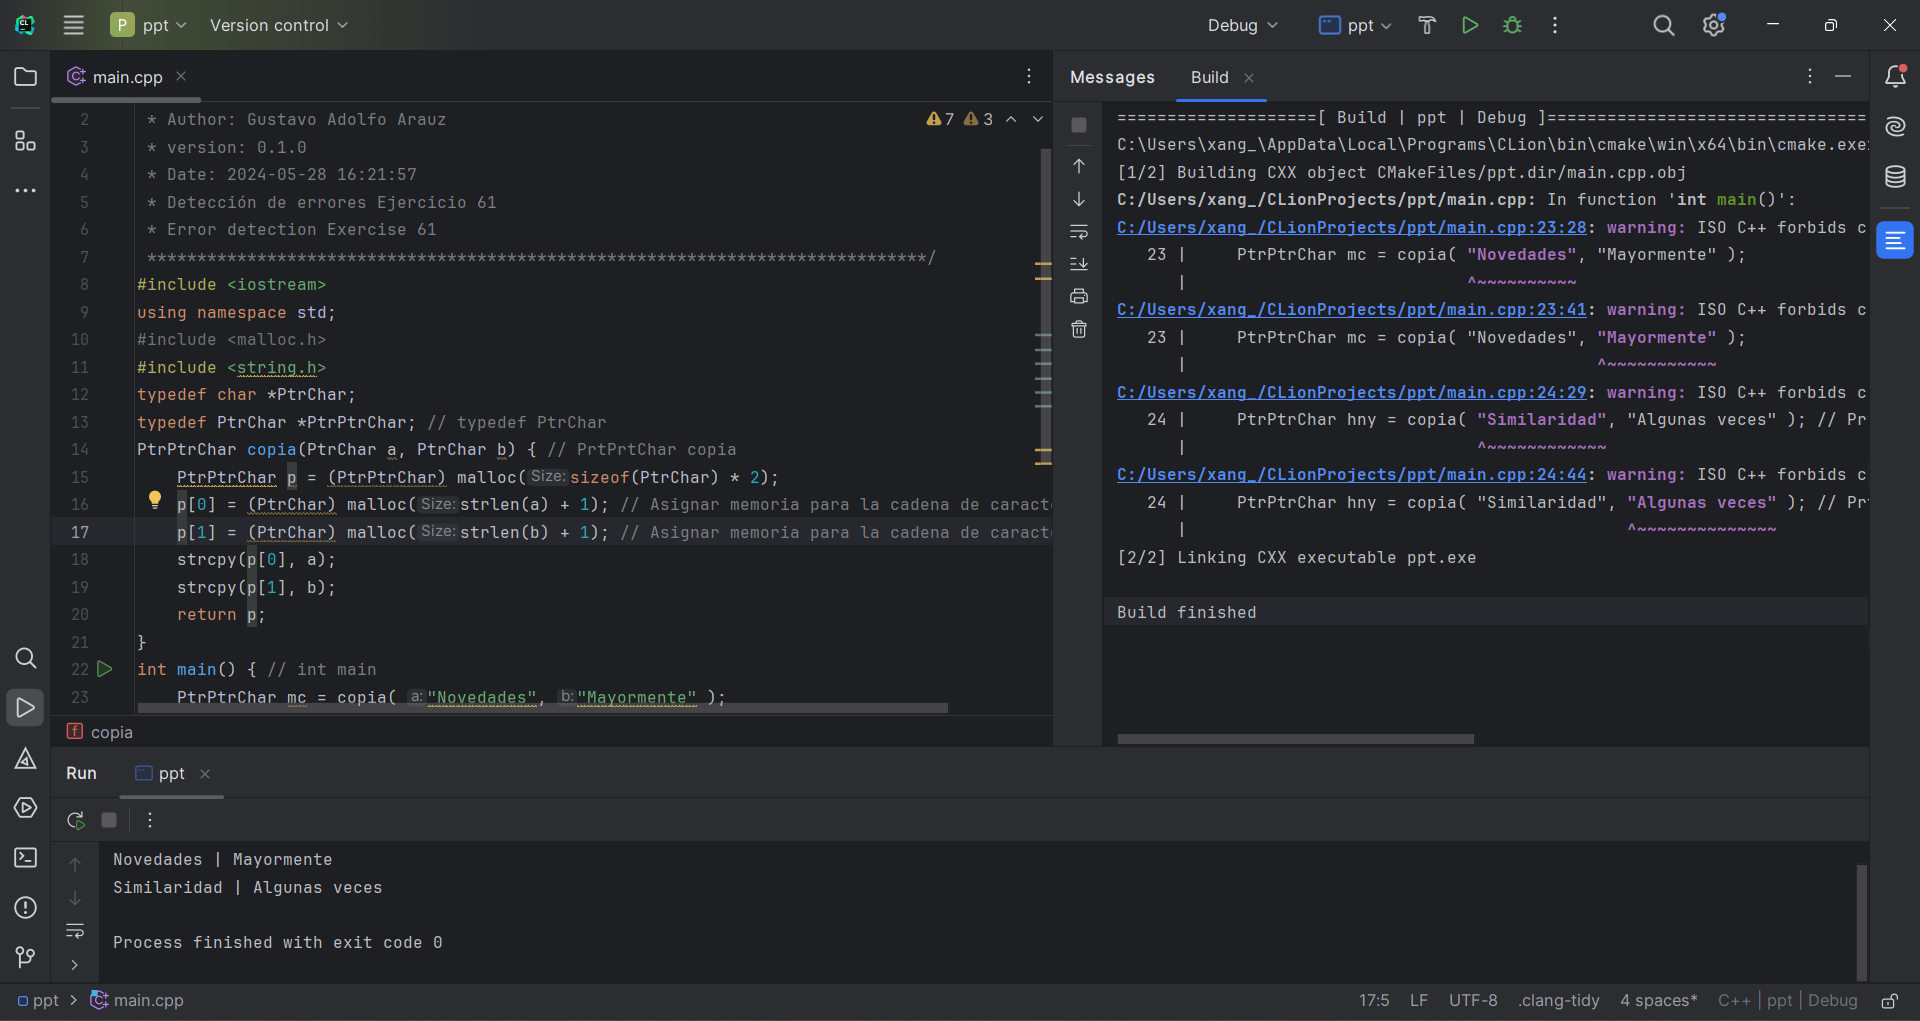 P ppt Version control Debug ppt
main.cpp
7 3
2 * Author: Gustavo Adolfo Arauz
3 * version: 0.1.0
4 * Date: 2024-05-28 16:21:57
5 * Detección de errores Ejercicio 61
6 * Error detection Exercise 61
7 ******************************************************************************/
8 #include <iostream>
9 using namespace std;
10 #include <malloc.h>
11 #include <string.h>
12 typedef char *PtrChar;
13 typedef PtrChar *PtrPtrChar; // typedef PtrChar
14 PtrPtrChar copia(PtrChar a, PtrChar b) { // PrtPrtChar copia
15 PtrPtrChar p = (PtrPtrChar) malloc( Size: sizeof(PtrChar) * 2);
16 p[0] = (PtrChar) malloc( Size: strlen(a) + 1); // Asignar memoria para la cadena de caract
17 p[1] = (PtrChar) malloc( Size: strlen(b) + 1); // Asignar memoria para la cadena de caract
18 strcpy(p[0], a);
19 strcpy(p[1], b);
20 return p;
21 }
22 int main() { // int main
23 PtrPtrChar mc = copia( a: "Novedades", b: "Mayormente" );
f copia
Messages Build
====================[ Build | ppt | Debug ]================================
C:\Users\xang_\AppData\Local\Programs\CLion\bin\cmake\win\x64\bin\cmake.exe
[1/2] Building CXX object CMakeFiles/ppt.dir/main.cpp.obj
C:/Users/xang_/CLionProjects/ppt/main.cpp: In function 'int main()':
C:/Users/xang_/CLionProjects/ppt/main.cpp:23:28: warning: ISO C++ forbids c
23 | PtrPtrChar mc = copia( "Novedades", "Mayormente" );
| ^~~~~~~~~~~
C:/Users/xang_/CLionProjects/ppt/main.cpp:23:41: warning: ISO C++ forbids c
23 | PtrPtrChar mc = copia( "Novedades", "Mayormente" );
| ^~~~~~~~~~~~
C:/Users/xang_/CLionProjects/ppt/main.cpp:24:29: warning: ISO C++ forbids c
24 | PtrPtrChar hny = copia( "Similaridad", "Algunas veces" ); // Pr
| ^~~~~~~~~~~~~
C:/Users/xang_/CLionProjects/ppt/main.cpp:24:44: warning: ISO C++ forbids c
24 | PtrPtrChar hny = copia( "Similaridad", "Algunas veces" ); // Pr
| ^~~~~~~~~~~~~~~
[2/2] Linking CXX executable ppt.exe
Build finished
Run ppt
Novedades | Mayormente
Similaridad | Algunas veces
Process finished with exit code 0
ppt > main.cpp 17:5 LF UTF-8 .clang-tidy 4 spaces* C++ | ppt | Debug